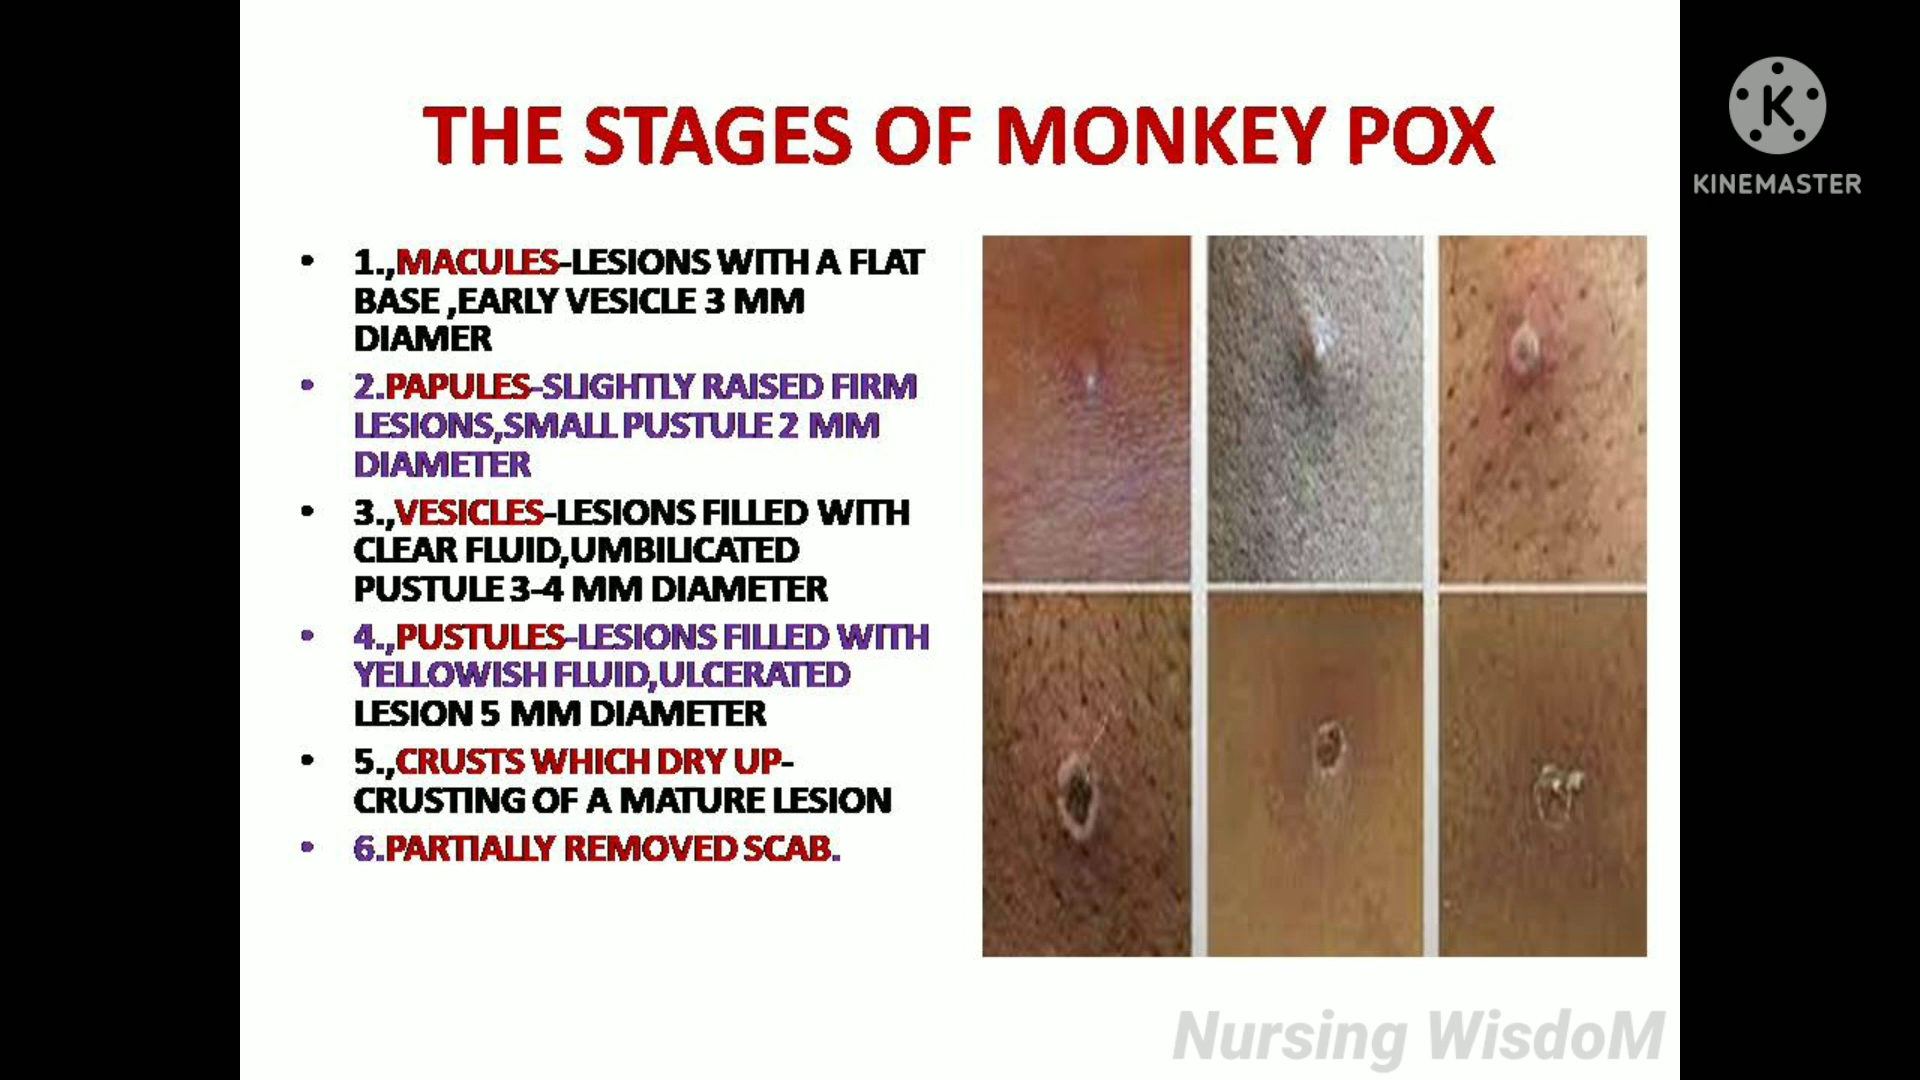 THE STAGES OF MONKEY POX
K
KINEMASTER
• 1.,MACULES-LESIONS WITH A FLAT
BASE ,EARLY VESICLE 3 MM
DIAMER
• 2.PAPULES-SLIGHTLY RAISED FIRM
LESIONS,SMALL PUSTULE 2 MM
DIAMETER
• 3.,VESICLES-LESIONS FILLED WITH
CLEAR FLUID,UMBILICATED
PUSTULE 3-4 MM DIAMETER
• 4.,PUSTULES-LESIONS FILLED WITH
YELLOWISH FLUID,ULCERATED
LESION 5 MM DIAMETER
• 5.,CRUSTS WHICH DRY UP-
CRUSTING OF A MATURE LESION
• 6.PARTIALLY REMOVED SCAB.
Nursing WisdoM